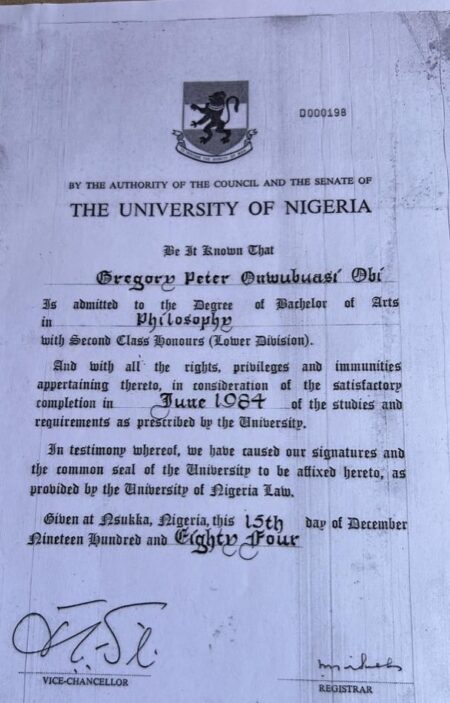 D000198
BY THE AUTHORITY OF THE COUNCIL AND THE SENATE OF
THE UNIVERSITY OF NIGERIA
Be It Known That
Gregory Peter Onwubuasi Obi
Is admitted to the Degree of Bachelor of Arts
in Philosophy
with Second Class Honours (Lower Division).
And with all the rights, privileges and immunities
appertaining thereto, in consideration of the satisfactory
completion in June 1984 of the studies and
requirements as prescribed by the University.
In testimony whereof, we have caused our signatures and
the common seal of the University to be affixed hereto, as
provided by the University of Nigeria Law.
Given at Nsukka, Nigeria, this 15th day of December
Nineteen Hundred and Eighty Four
VICE-CHANCELLOR
REGISTRAR